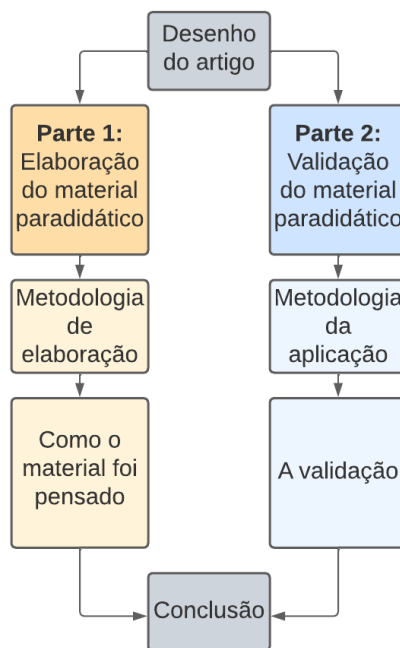 Desenho
do artigo
Parte 1:
Elaboração
do material
paradidático
Parte 2:
Validação
do material
paradidático
Metodologia
de
elaboração
Metodologia
da
aplicação
Como o
material foi
pensado
A validação
Conclusão